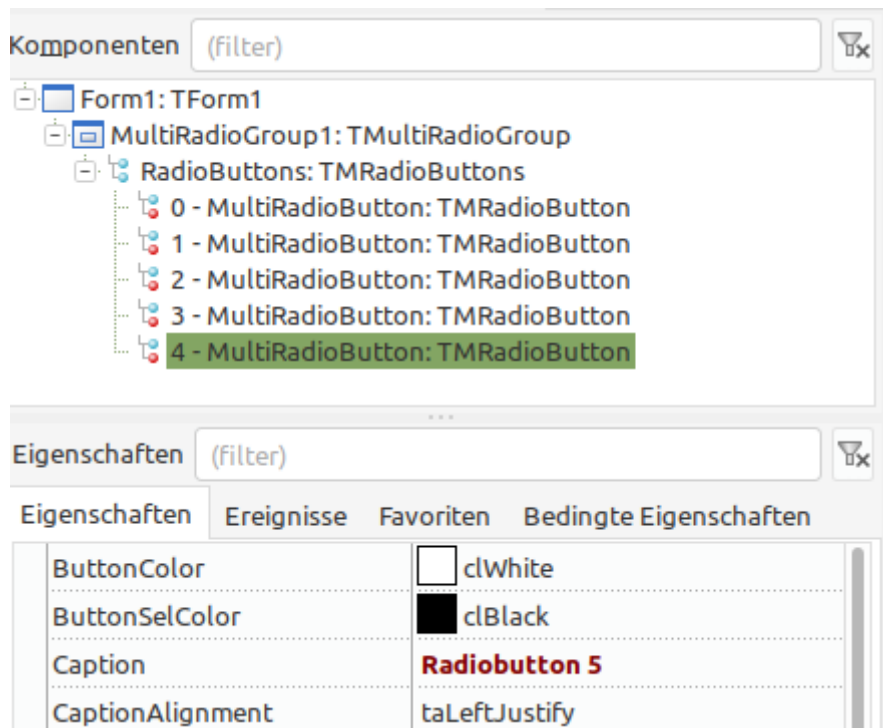 Komponenten (filter)
Form1: TForm1
MultiRadioGroup1: TMultiRadioGroup
RadioButtons: TMRadioButtons
0 - MultiRadioButton: TMRadioButton
1 - MultiRadioButton: TMRadioButton
2 - MultiRadioButton: TMRadioButton
3 - MultiRadioButton: TMRadioButton
4 - MultiRadioButton: TMRadioButton
Eigenschaften (filter)
Eigenschaften Ereignisse Favoriten Bedingte Eigenschaften
ButtonColor clWhite
ButtonSelColor clBlack
Caption Radiobutton 5
CaptionAlignment taLeftJustify